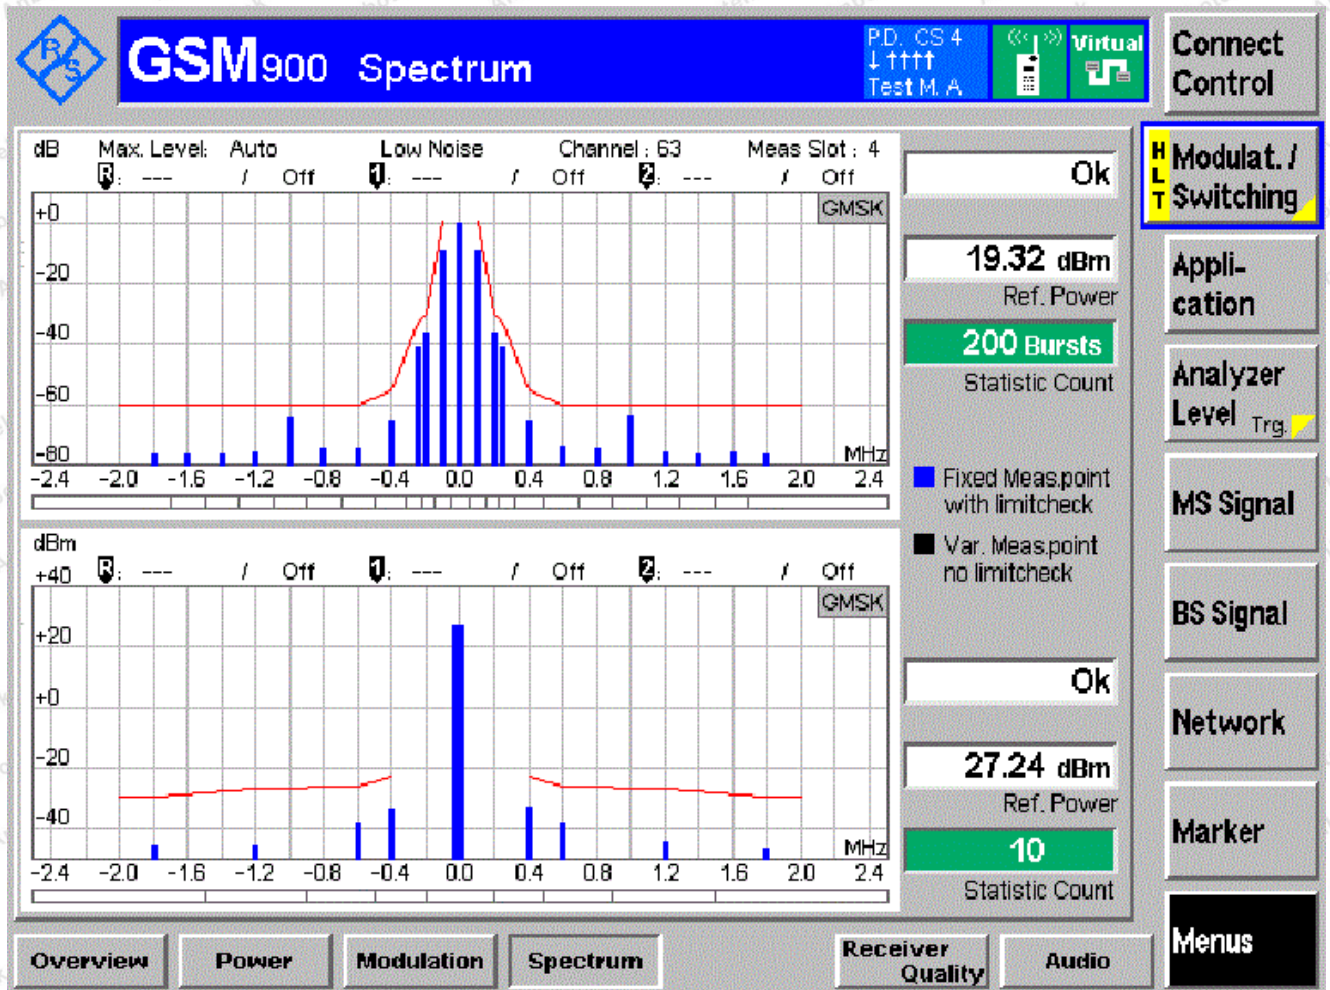 R&S
GSM900 Spectrum
P.D. CS 4
↓↑↑↑↑
Test M. A
Virtual
Connect
Control
dB Max. Level: Auto Low Noise Channel : 63 Meas Slot : 4
R: --- / Off 1: --- / Off 2: --- / Off
GMSK
+0
-20
-40
-60
-80
MHz
-2.4 -2.0 -1.6 -1.2 -0.8 -0.4 0.0 0.4 0.8 1.2 1.6 2.0 2.4
Ok
19.32 dBm
Ref. Power
200 Bursts
Statistic Count
Fixed Meas.point
with limitcheck
Var. Meas.point
no limitcheck
dBm
R: --- / Off 1: --- / Off 2: --- / Off
GMSK
+40
+20
+0
-20
-40
MHz
-2.4 -2.0 -1.6 -1.2 -0.8 -0.4 0.0 0.4 0.8 1.2 1.6 2.0 2.4
Ok
27.24 dBm
Ref. Power
10
Statistic Count
HLT
Modulat. /
Switching
Appli-
cation
Analyzer
Level Trg.
MS Signal
BS Signal
Network
Marker
Menus
Overview
Power
Modulation
Spectrum
Receiver
Quality
Audio